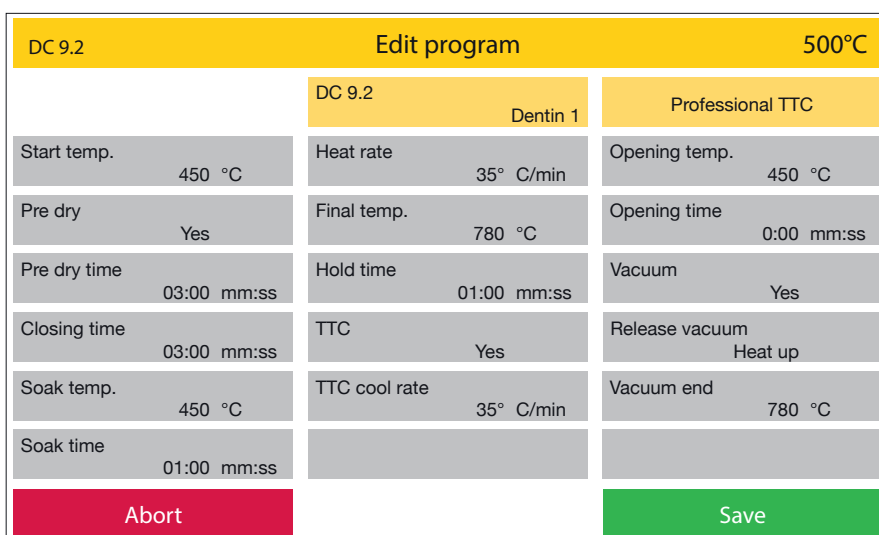 DC 9.2 Edit program 500°C
DC 9.2
Dentin 1
Professional TTC
Start temp.
450 °C
Heat rate
35° C/min
Opening temp.
450 °C
Pre dry
Yes
Final temp.
780 °C
Opening time
0:00 mm:ss
Pre dry time
03:00 mm:ss
Hold time
01:00 mm:ss
Vacuum
Yes
Closing time
03:00 mm:ss
TTC
Yes
Release vacuum
Heat up
Soak temp.
450 °C
TTC cool rate
35° C/min
Vacuum end
780 °C
Soak time
01:00 mm:ss
Abort
Save